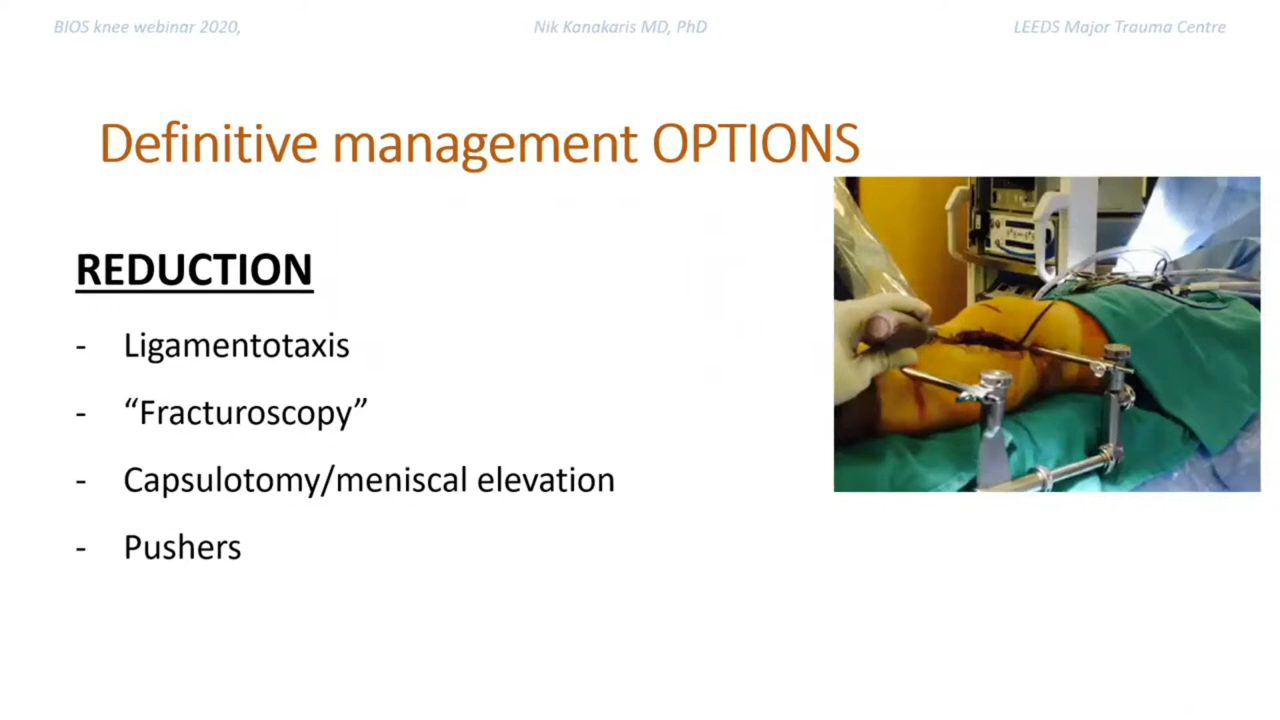 BIOS knee webinar 2020,
Nik Kanakaris MD, PhD
LEEDS Major Trauma Centre
Definitive management OPTIONS
REDUCTION
- Ligamentotaxis
- “Fracturoscopy”
- Capsulotomy/meniscal elevation
- Pushers